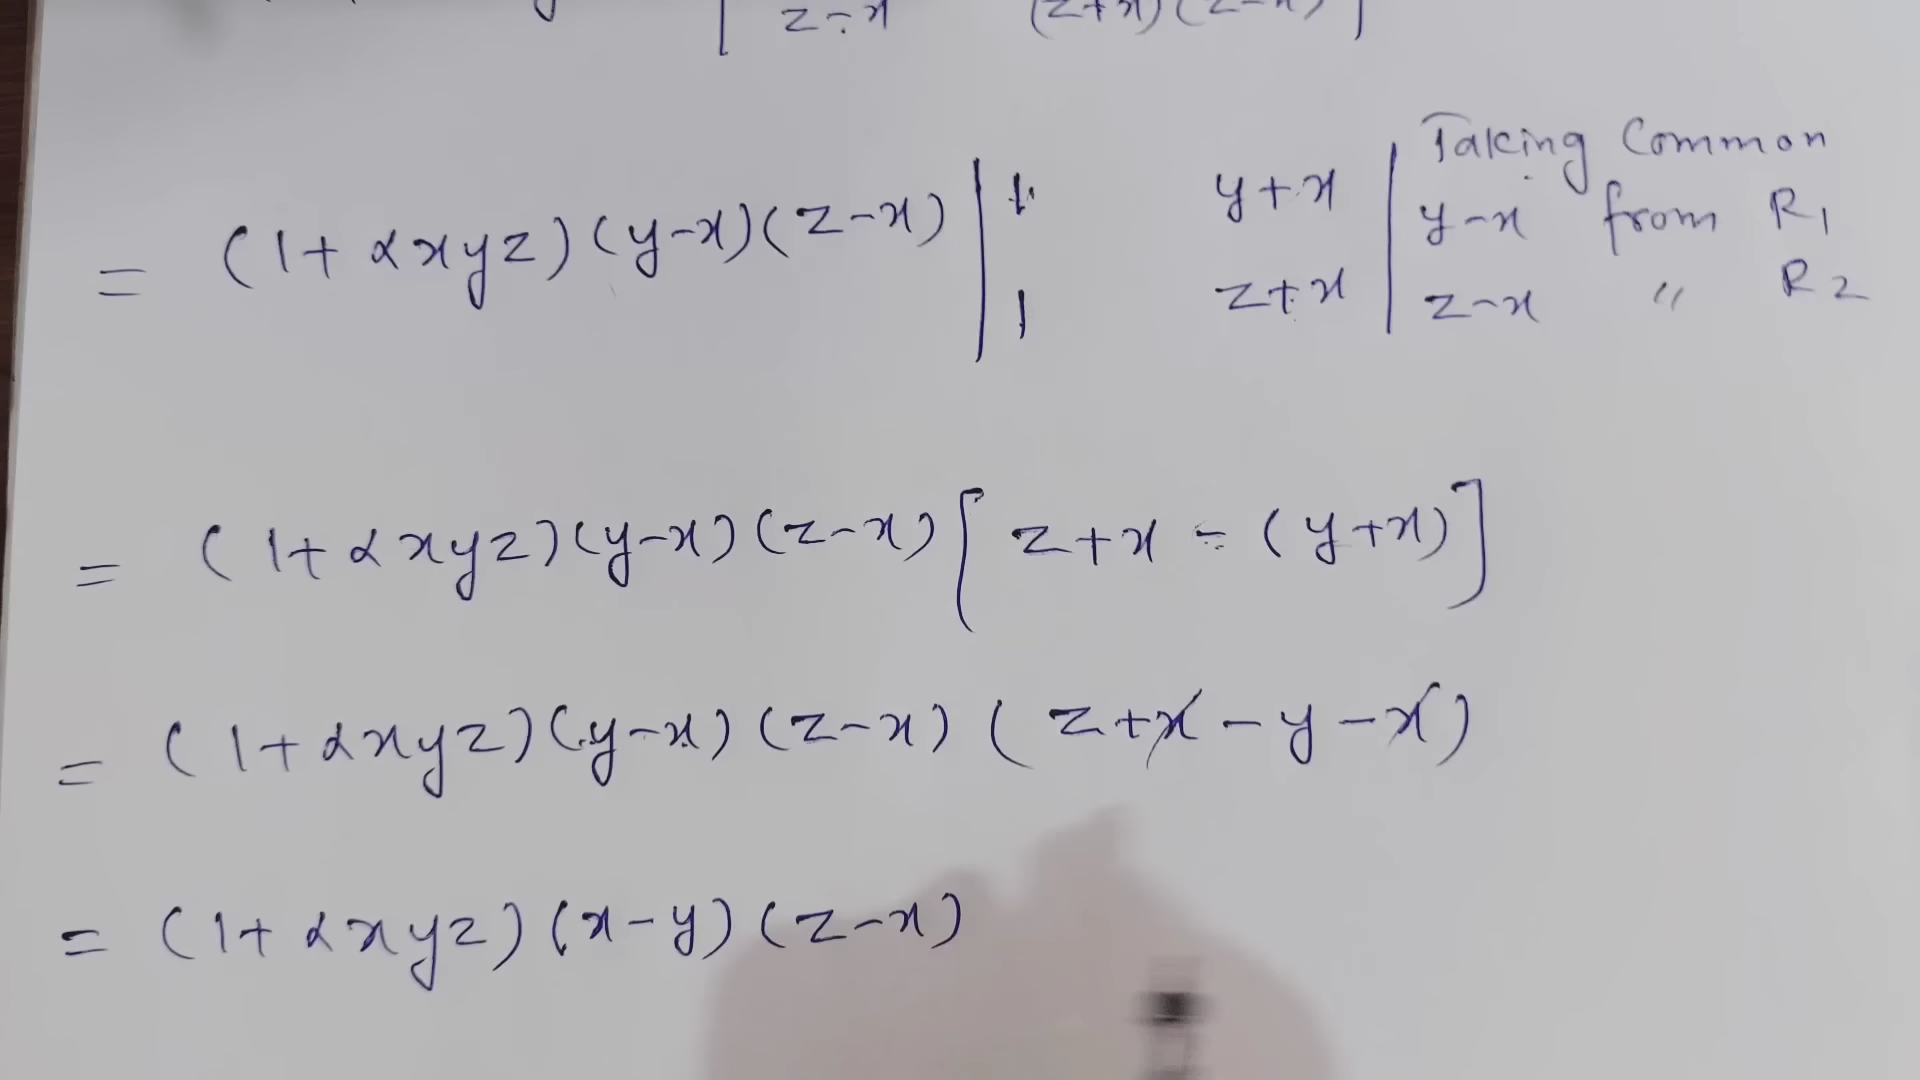 z-x (z+x)(z-x)
= (1+αxyz)(y-x)(z-x) | 1 y+x | Taking Common
y-x from R1
1 z+x | z-x " R2
= (1+αxyz)(y-x)(z-x)[z+x - (y+x)]
= (1+αxyz)(y-x)(z-x)(z+x-y-x)
= (1+αxyz)(x-y)(z-x)